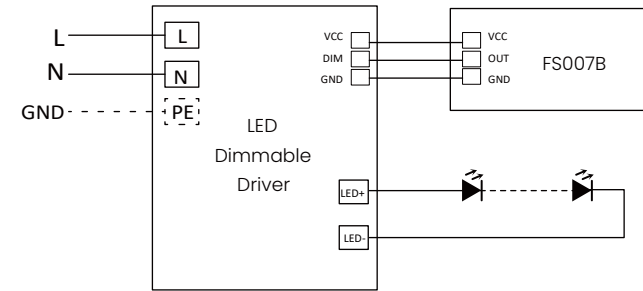 L L VCC VCC
DIM OUT FS007B
N N GND GND
GND PE
LED
Dimmable
Driver
LED+
LED-